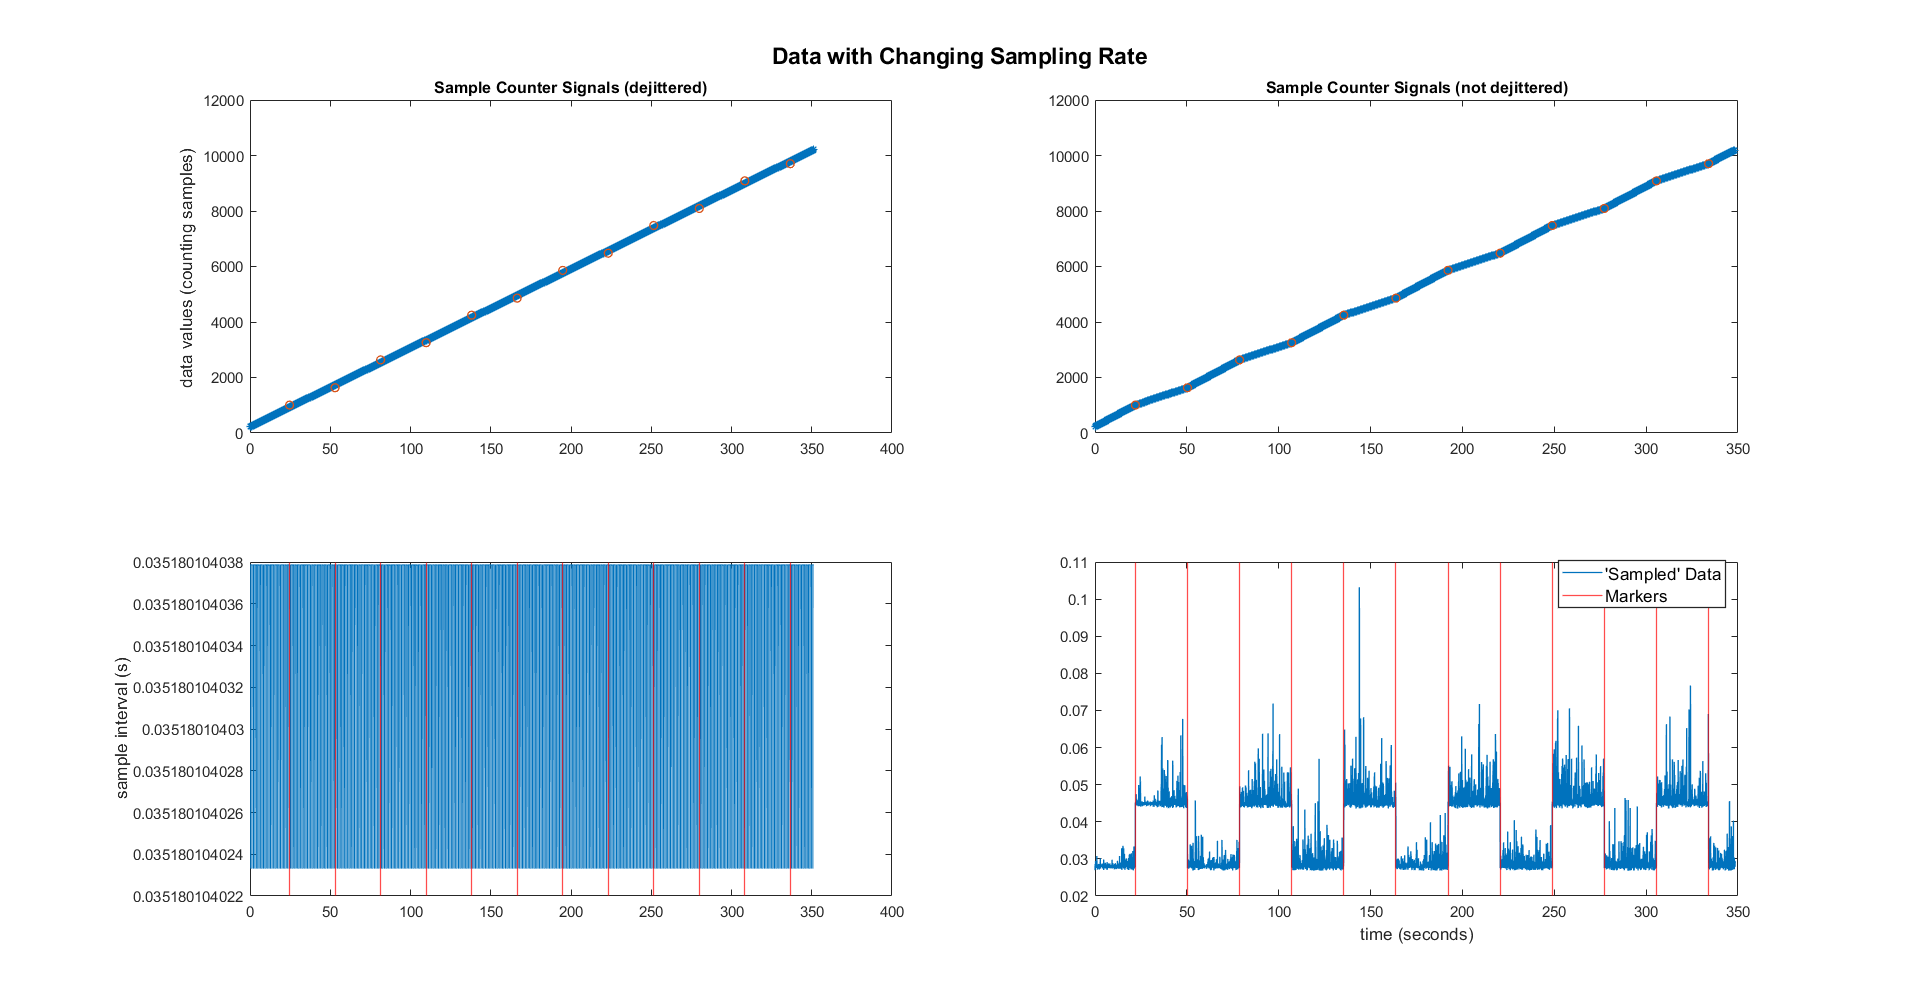 Data with Changing Sampling Rate
Sample Counter Signals (dejittered)
data values (counting samples)
12000
10000
8000
6000
4000
2000
0
0 50 100 150 200 250 300 350 400
Sample Counter Signals (not dejittered)
12000
10000
8000
6000
4000
2000
0
0 50 100 150 200 250 300 350
sample interval (s)
0.035180104038
0.035180104036
0.035180104034
0.035180104032
0.03518010403
0.035180104028
0.035180104026
0.035180104024
0.035180104022
0 50 100 150 200 250 300 350 400
0.11
0.1
0.09
0.08
0.07
0.06
0.05
0.04
0.03
0.02
'Sampled' Data
Markers
0 50 100 150 200 250 300 350
time (seconds)